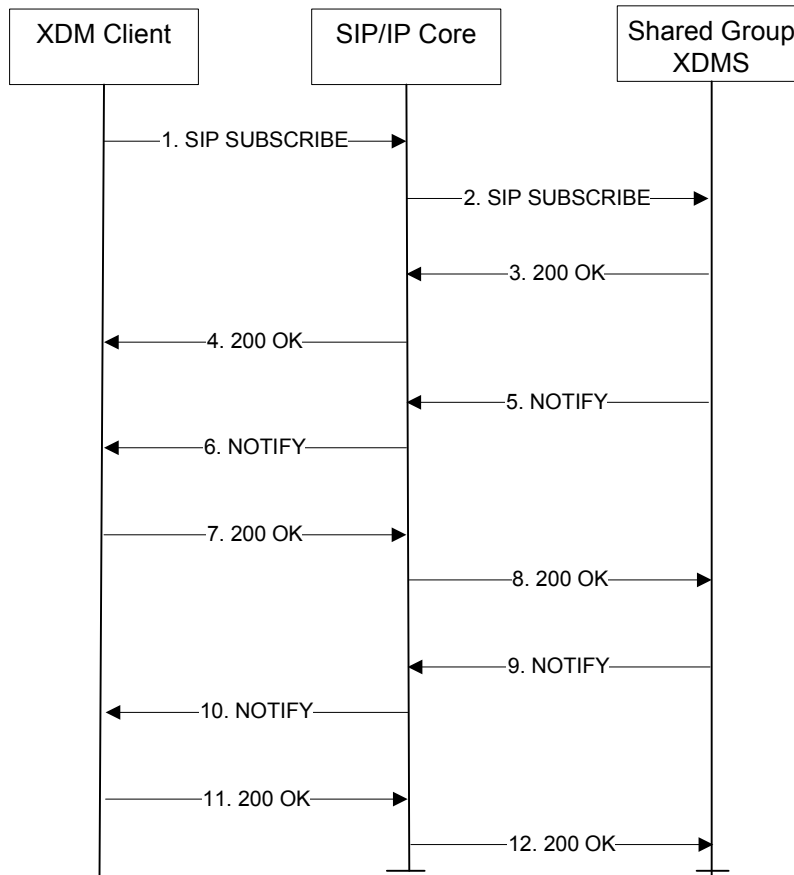 XDM Client
SIP/IP Core
Shared Group
XDMS
1. SIP SUBSCRIBE
2. SIP SUBSCRIBE
3. 200 OK
4. 200 OK
5. NOTIFY
6. NOTIFY
7. 200 OK
8. 200 OK
9. NOTIFY
10. NOTIFY
11. 200 OK
12. 200 OK